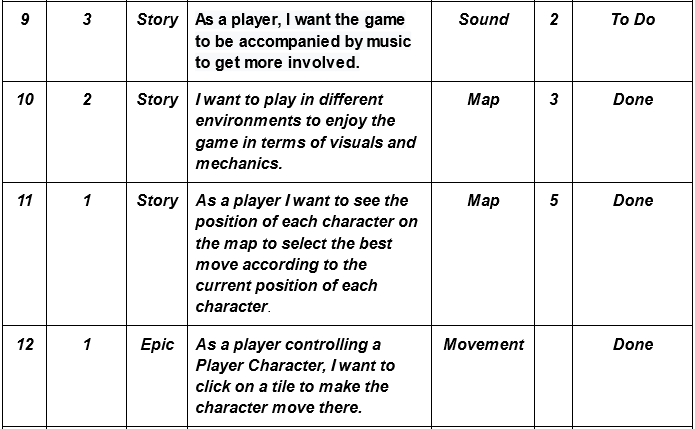 9 3 Story As a player, I want the game Sound 2 To Do
to be accompanied by music
to get more involved.
10 2 Story I want to play in different Map 3 Done
environments to enjoy the
game in terms of visuals and
mechanics.
11 1 Story As a player I want to see the Map 5 Done
position of each character on
the map to select the best
move according to the
current position of each
character.
12 1 Epic As a player controlling a Movement Done
Player Character, I want to
click on a tile to make the
character move there.